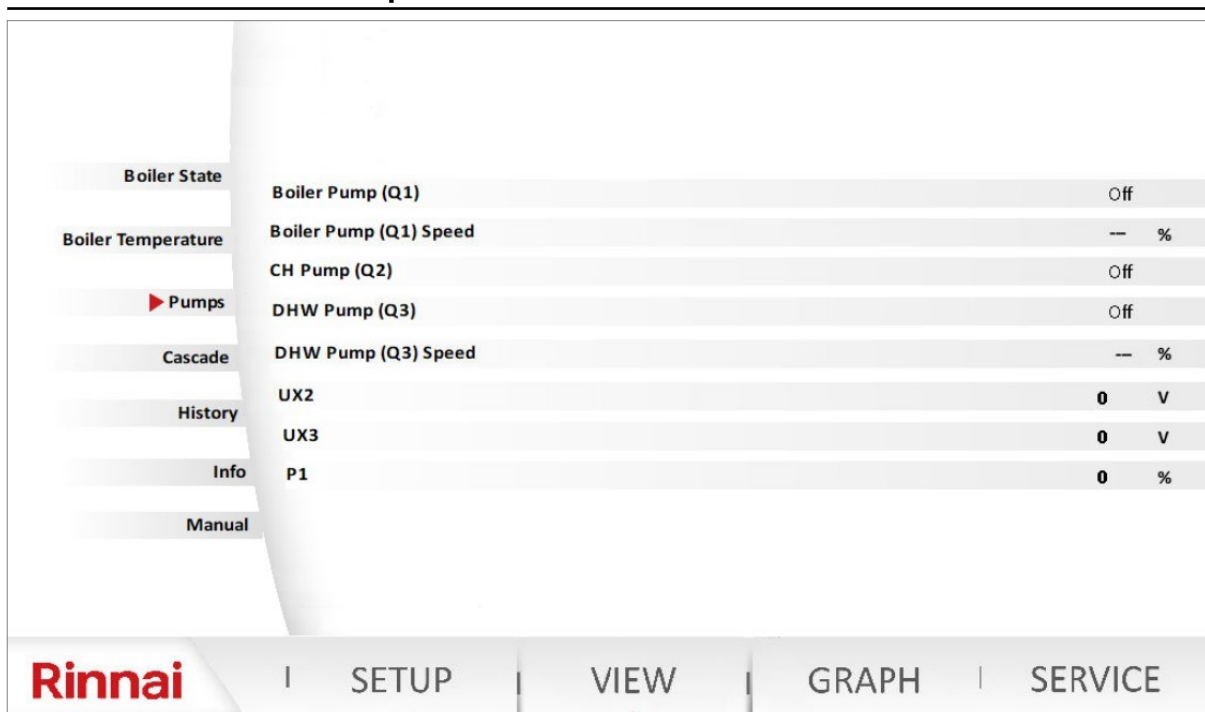 Boiler State
Boiler Temperature
Pumps
Cascade
History
Info
Manual
Boiler Pump (Q1) Off
Boiler Pump (Q1) Speed --- %
CH Pump (Q2) Off
DHW Pump (Q3) Off
DHW Pump (Q3) Speed --- %
UX2 0 V
UX3 0 V
P1 0 %
Rinnai | SETUP | VIEW | GRAPH | SERVICE